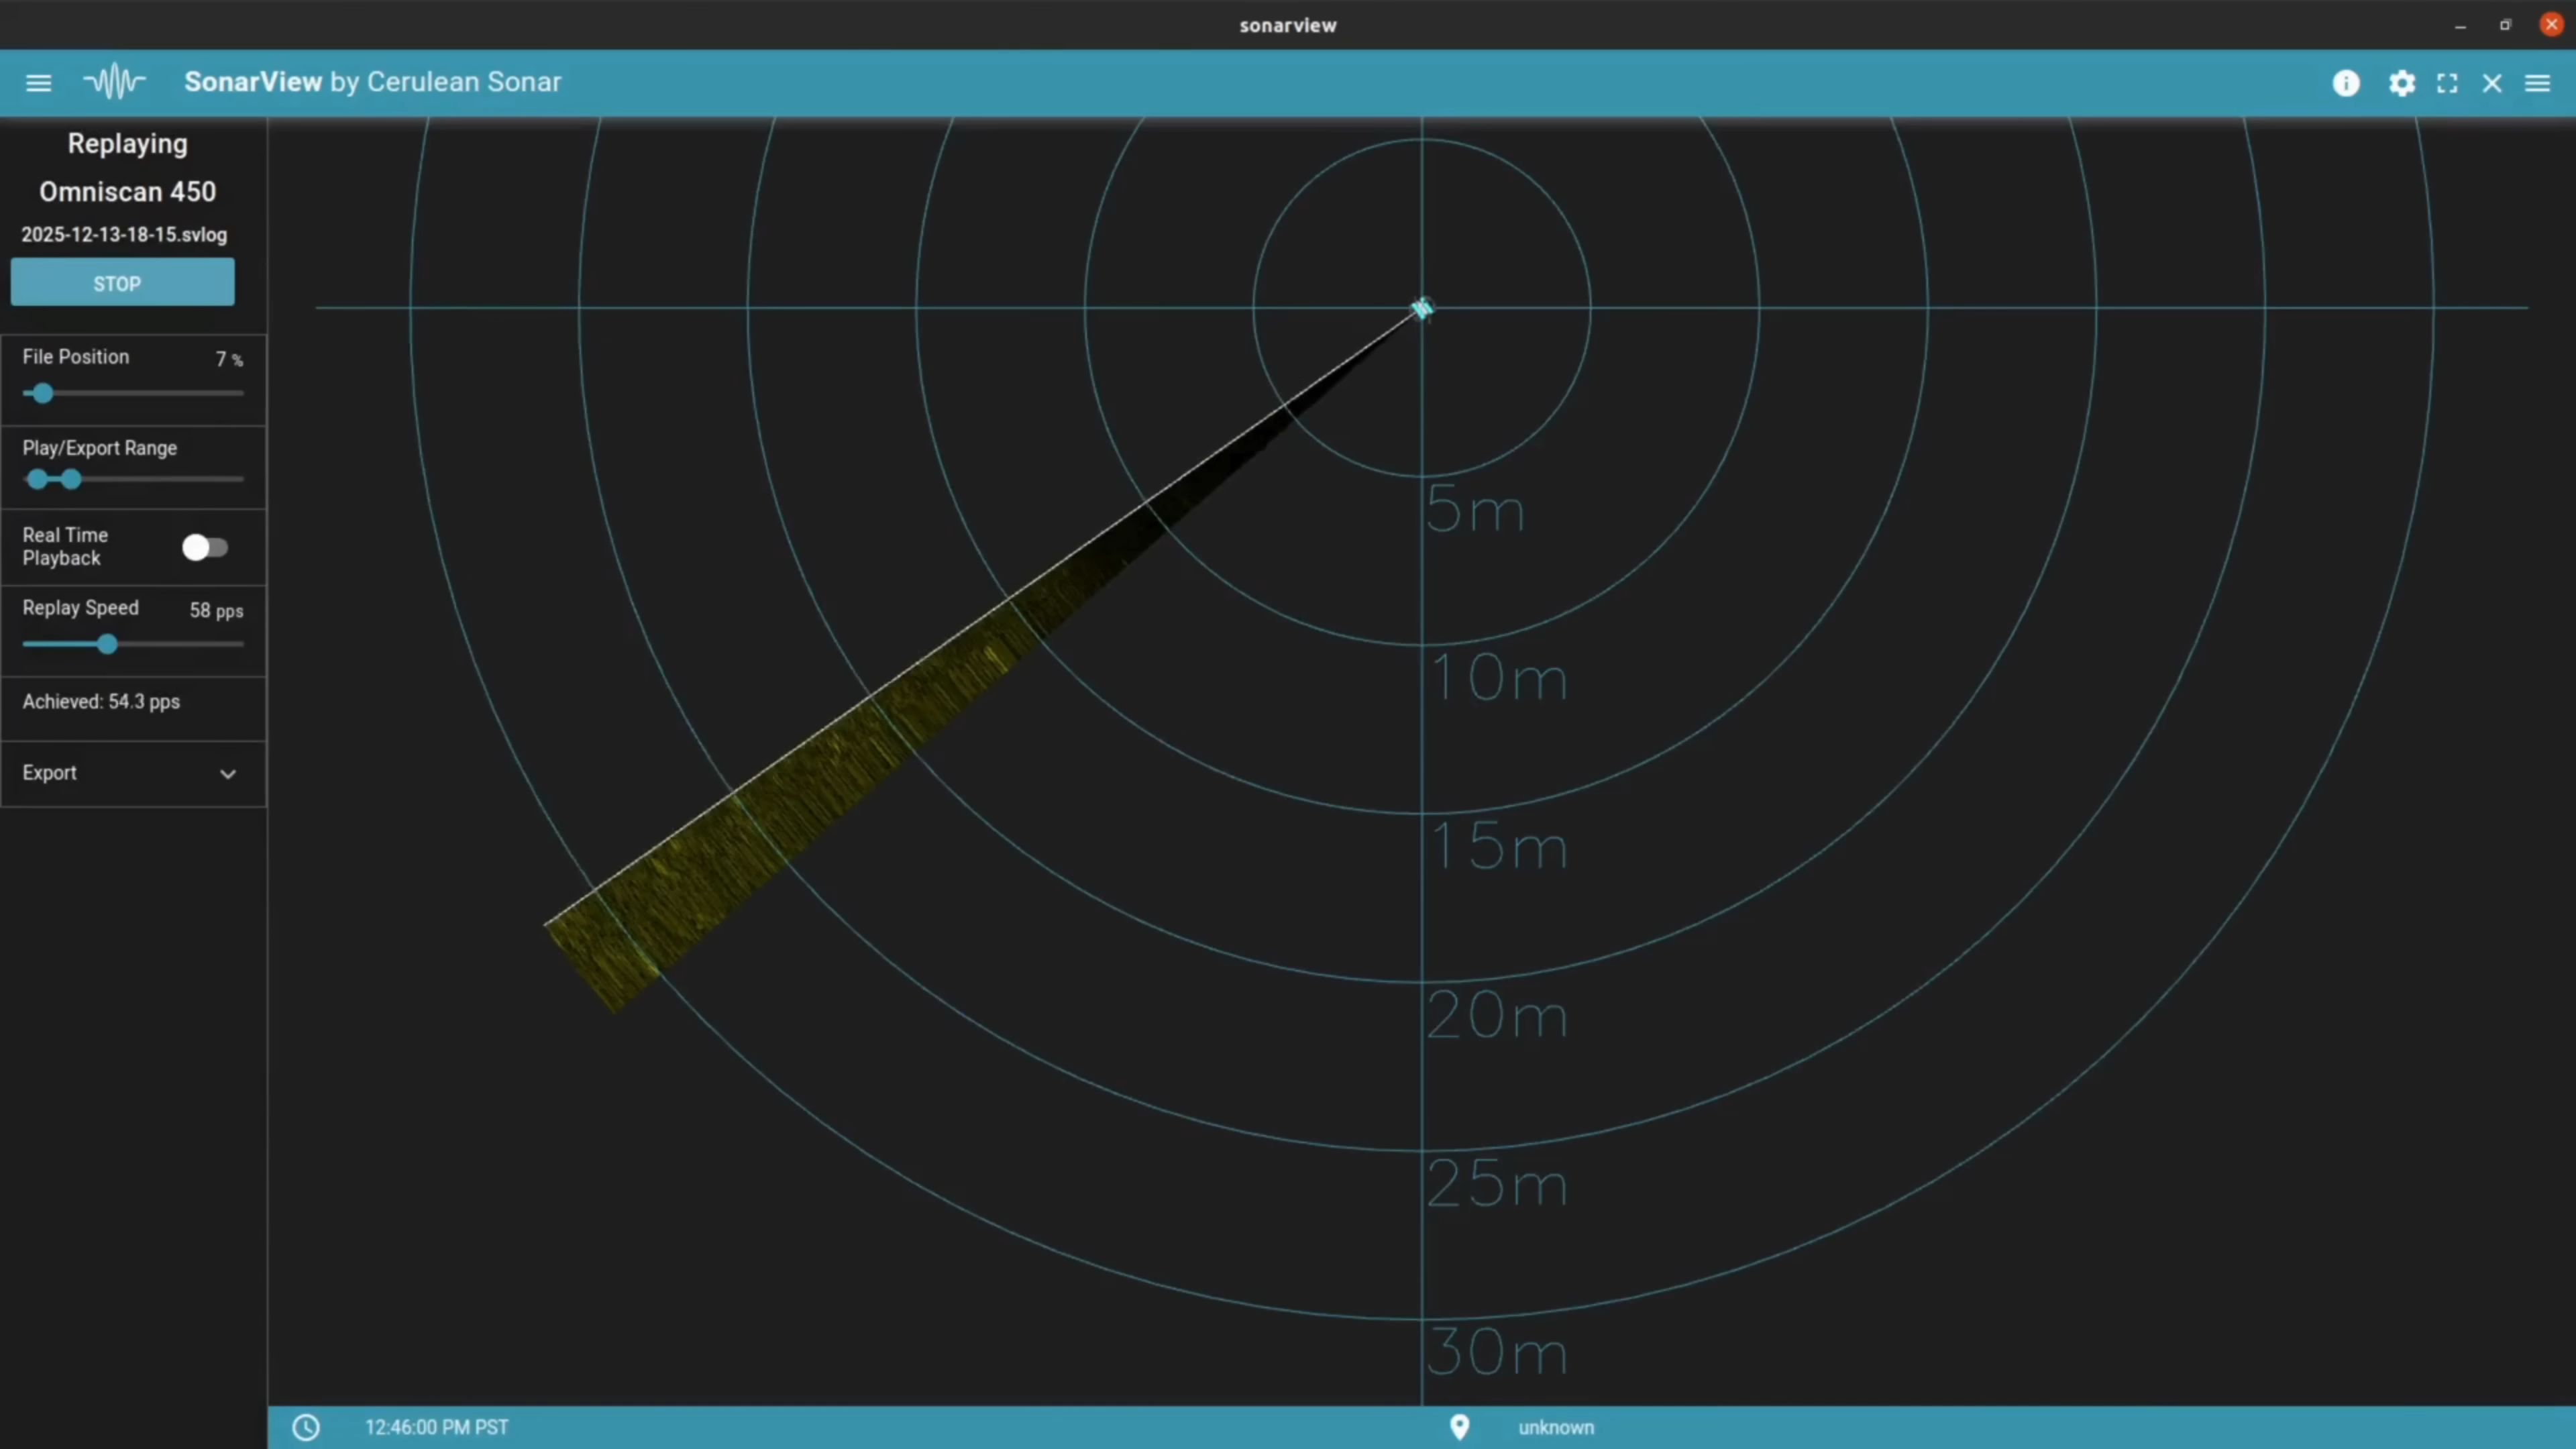 sonarview
SonarView by Cerulean Sonar
Replaying
Omniscan 450
2025-12-13-18-15.svlog
STOP
File Position 7 %
Play/Export Range
Real Time
Playback
Replay Speed 58 pps
Achieved: 54.3 pps
Export
5m
10m
15m
20m
25m
30m
12:46:00 PM PST
unknown